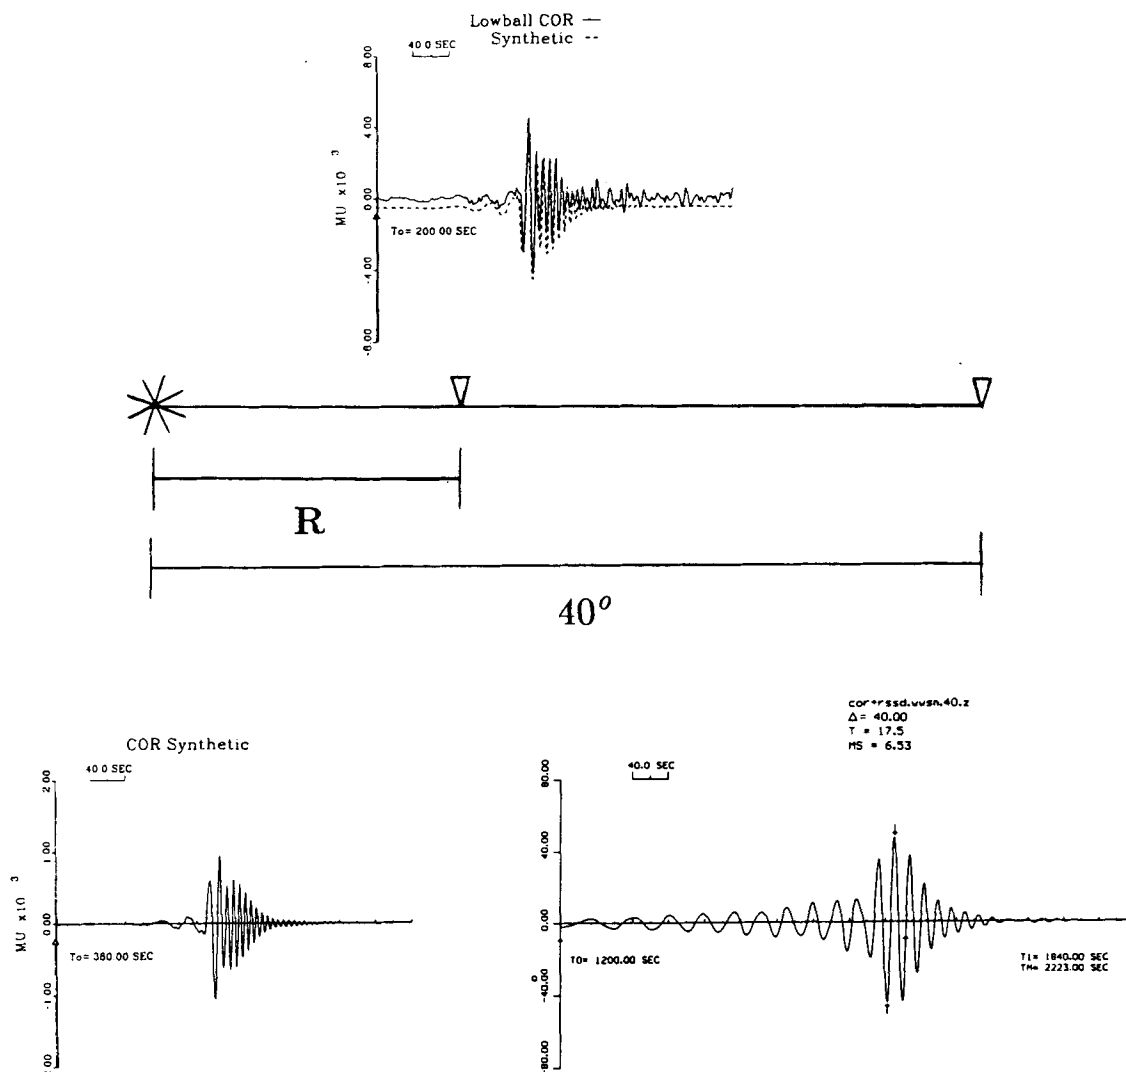 Lowball COR —
Synthetic --
40.0 SEC
8.00
4.00
0.00
-4.00
-8.00
MU x10 3
To= 200.00 SEC
R
40°
COR Synthetic
40.0 SEC
2.00
1.00
0.00
-1.00
2.00
MU x10 3
To= 380.00 SEC
cor+rssd.wwsn.40.z
Δ= 40.00
T = 17.5
MS = 6.53
40.0 SEC
80.00
40.00
0.00
-40.00
-80.00
T0= 1200.00 SEC
T1= 1840.00 SEC
TM= 2223.00 SEC